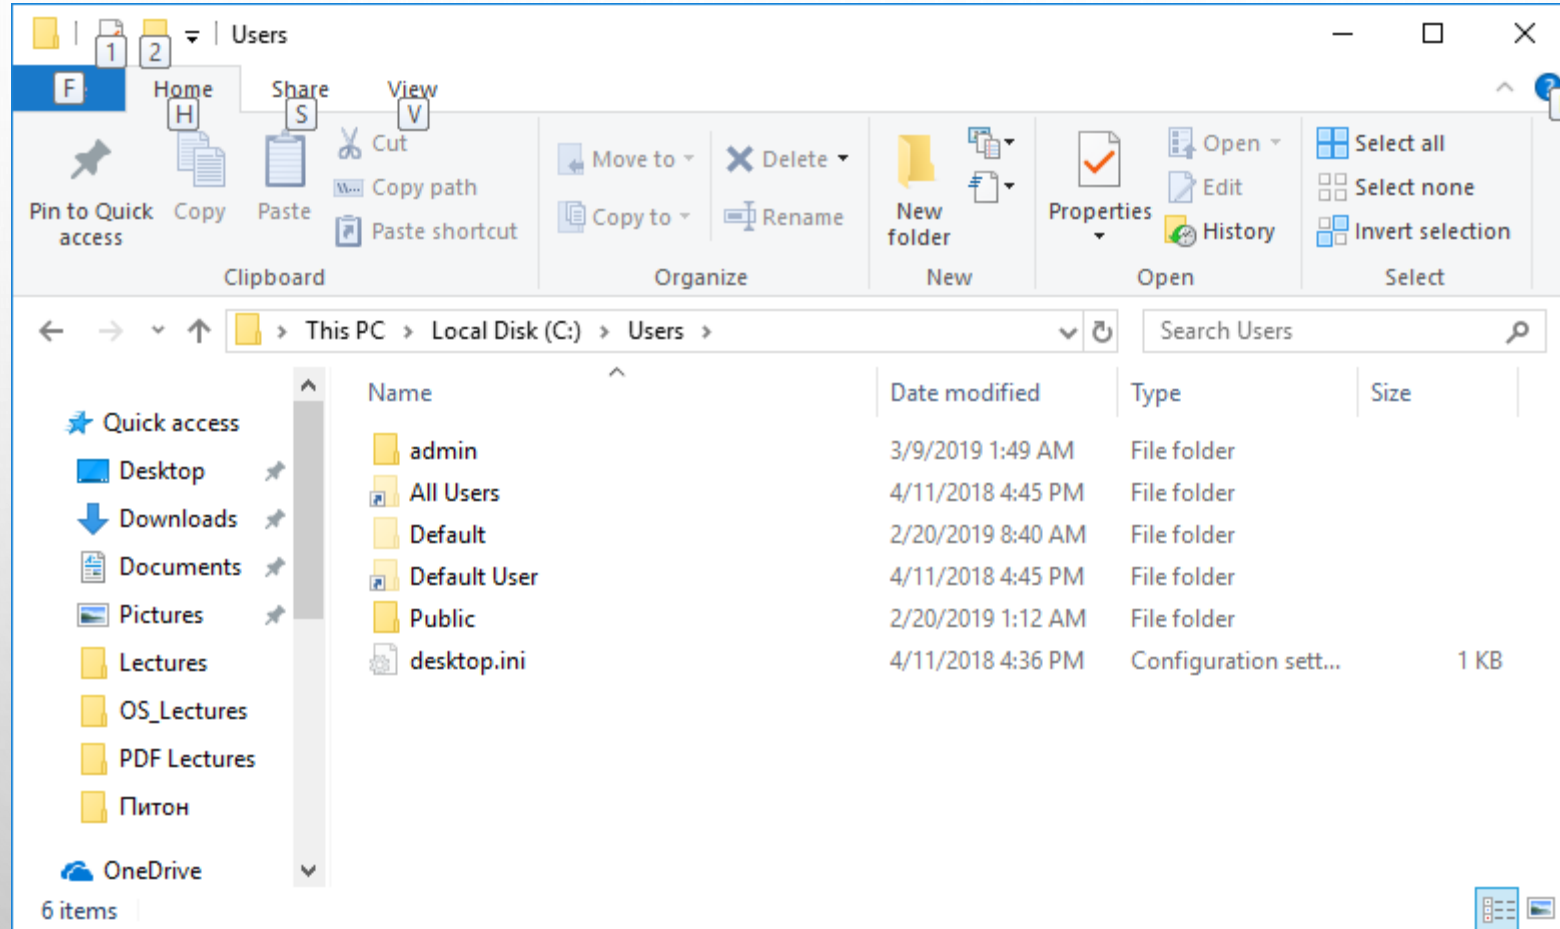 Users
1 2
F Home Share View
H S V
Pin to Quick access
Copy
Paste
Cut
Copy path
Paste shortcut
Move to
Copy to
Delete
Rename
New folder
Properties
Open
Edit
History
Select all
Select none
Invert selection
Clipboard Organize New Open Select
This PC > Local Disk (C:) > Users >
Search Users
Name Date modified Type Size
Quick access
Desktop
Downloads
Documents
Pictures
Lectures
OS_Lectures
PDF Lectures
Питон
OneDrive
admin 3/9/2019 1:49 AM File folder
All Users 4/11/2018 4:45 PM File folder
Default 2/20/2019 8:40 AM File folder
Default User 4/11/2018 4:45 PM File folder
Public 2/20/2019 1:12 AM File folder
desktop.ini 4/11/2018 4:36 PM Configuration sett... 1 KB
6 items